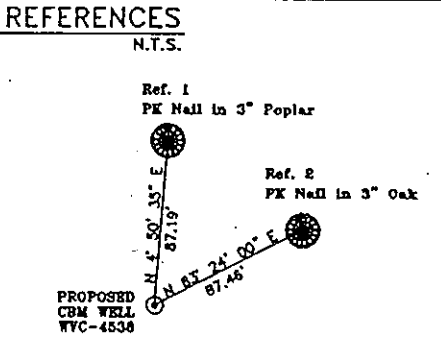 REFERENCES
N.T.S.
Ref. 1
PK Nail in 3" Poplar
Ref. 2
PK Nail in 3" Oak
N 4° 50' 35" E
87.19'
N 63° 24' 00" E
87.46'
PROPOSED
CBM WELL
WVC-4538